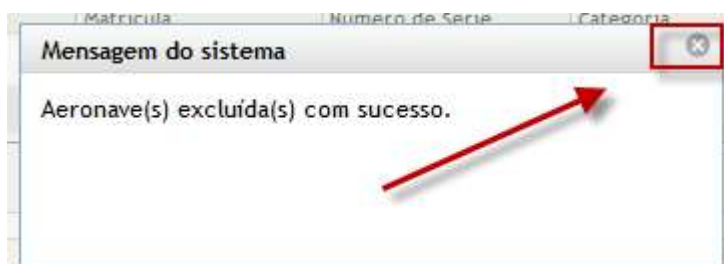 Matrícula Número de Série Categoria
Mensagem do sistema
Aeronave(s) excluída(s) com sucesso.